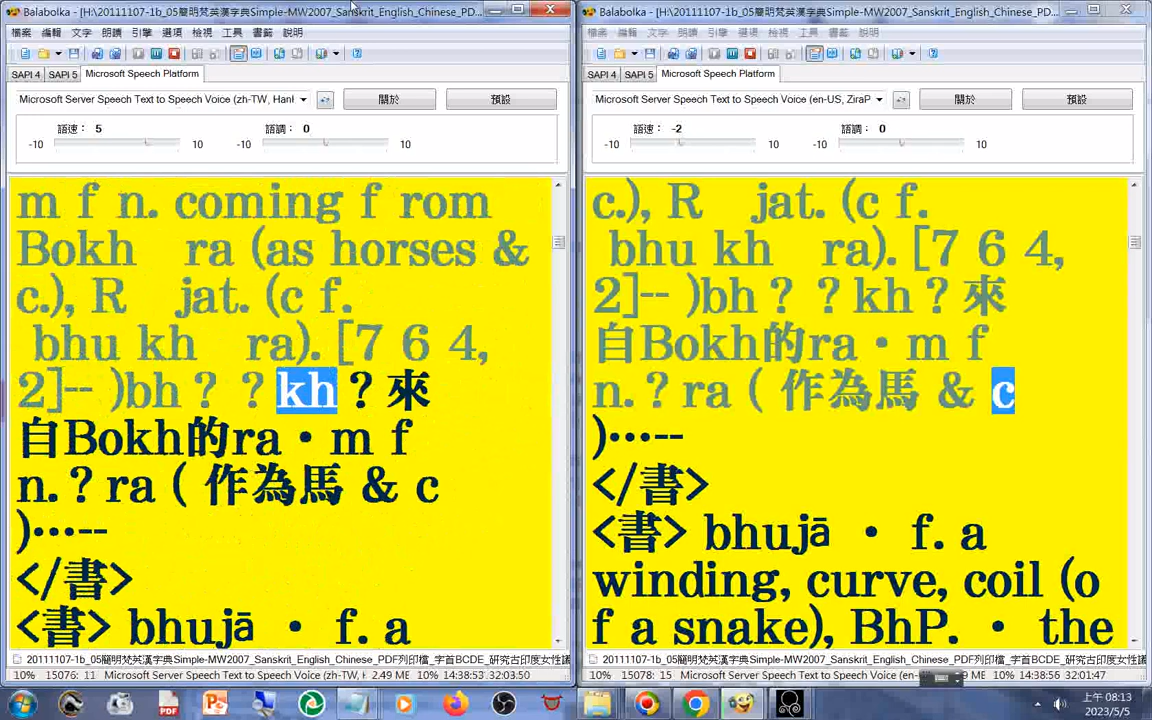 Balabolka - [H:\20111107-1b_05簡明梵英漢字典Simple-MW2007_Sanskrit_English_Chinese_PD...
檔案 編輯 文字 朗讀 引擎 選項 檢視 工具 書籤 說明
SAPI 4 SAPI 5 Microsoft Speech Platform
Microsoft Server Speech Text to Speech Voice (zh-TW, Hanl
關於 預設
語速： 5 語調： 0
-10 10 -10 10
m f n. coming f rom
Bokh ra (as horses &
c.), R jat. (c f.
bhu kh ra). [7 6 4,
2]-- )bh？ ？kh？來
自Bokh的ra・m f
n.？ra ( 作為馬 & c
)…--
</書>
<書> bhujā ・ f. a
20111107-1b_05簡明梵英漢字典Simple-MW2007_Sanskrit_English_Chinese_PDF列印檔_字首BCDE_研究古印度女性議
10% 15076: 11 Microsoft Server Speech Text to Speech Voice (zh-TW, H 2.49 MB 10% 14:38:53 32:03:50
Balabolka - [H:\20111107-1b_05簡明梵英漢字典Simple-MW2007_Sanskrit_English_Chinese_PD...
檔案 編輯 文字 朗讀 引擎 選項 檢視 工具 書籤 說明
SAPI 4 SAPI 5 Microsoft Speech Platform
Microsoft Server Speech Text to Speech Voice (en-US, ZiraP
關於 預設
語速： -2 語調： 0
-10 10 -10 10
c.), R jat. (c f.
bhu kh ra). [7 6 4,
2]-- )bh？ ？kh？來
自Bokh的ra・m f
n.？ra ( 作為馬 & c
)…--
</書>
<書> bhujā ・ f. a
winding, curve, coil (o
f a snake), BhP. ・ the
20111107-1b_05簡明梵英漢字典Simple-MW2007_Sanskrit_English_Chinese_PDF列印檔_字首BCDE_研究古印度女性議
10% 15078: 15 Microsoft Server Speech Text to Speech Voice 10% 14:38:56 32:01:47
PDF
上午 08:13
2023/5/5